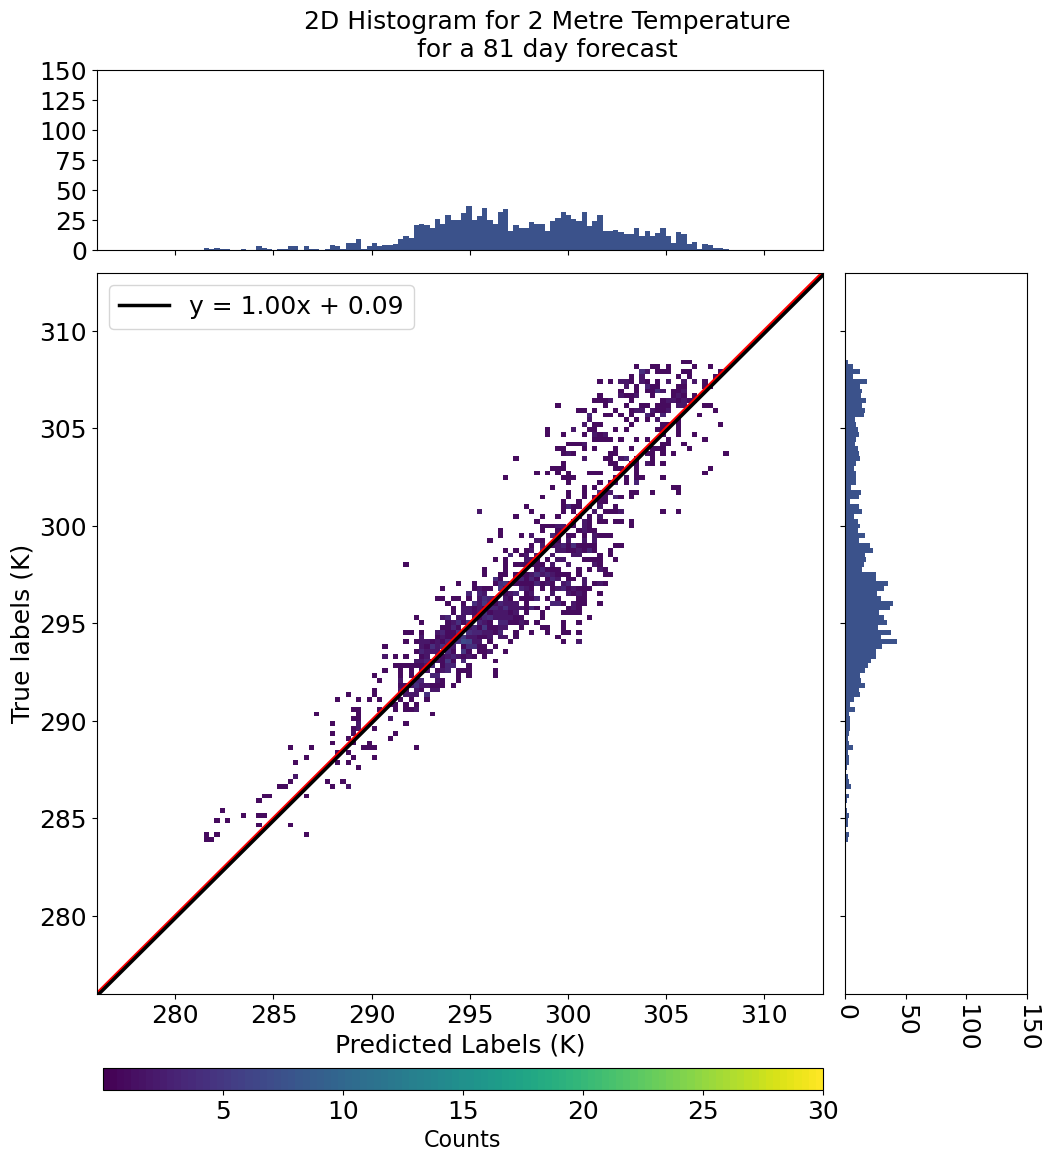 2D Histogram for 2 Metre Temperature
for a 81 day forecast
150
125
100
75
50
25
0
y = 1.00x + 0.09
310
305
300
295
290
285
280
True labels (K)
280 285 290 295 300 305 310
Predicted Labels (K)
0 50 100 150
5 10 15 20 25 30
Counts